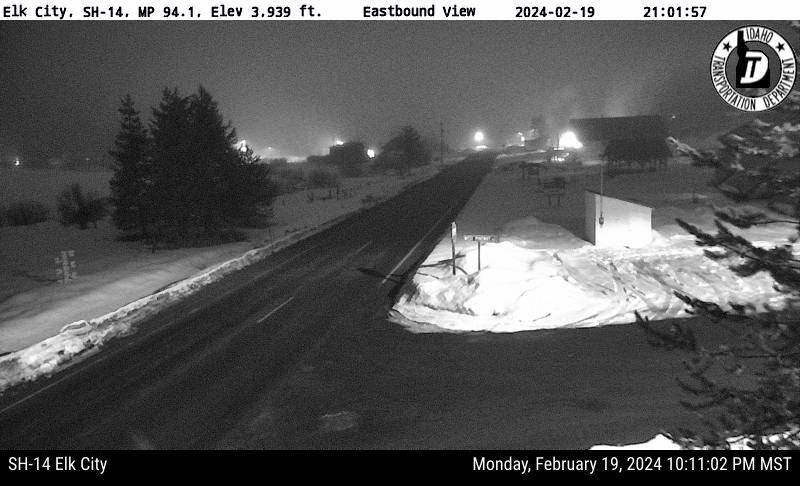 Elk City, SH-14, MP 94.1, Elev 3,939 ft. Eastbound View 2024-02-19 21:01:57
IDAHO
TRANSPORTATION DEPARTMENT
SH-14 Elk City
Monday, February 19, 2024 10:11:02 PM MST